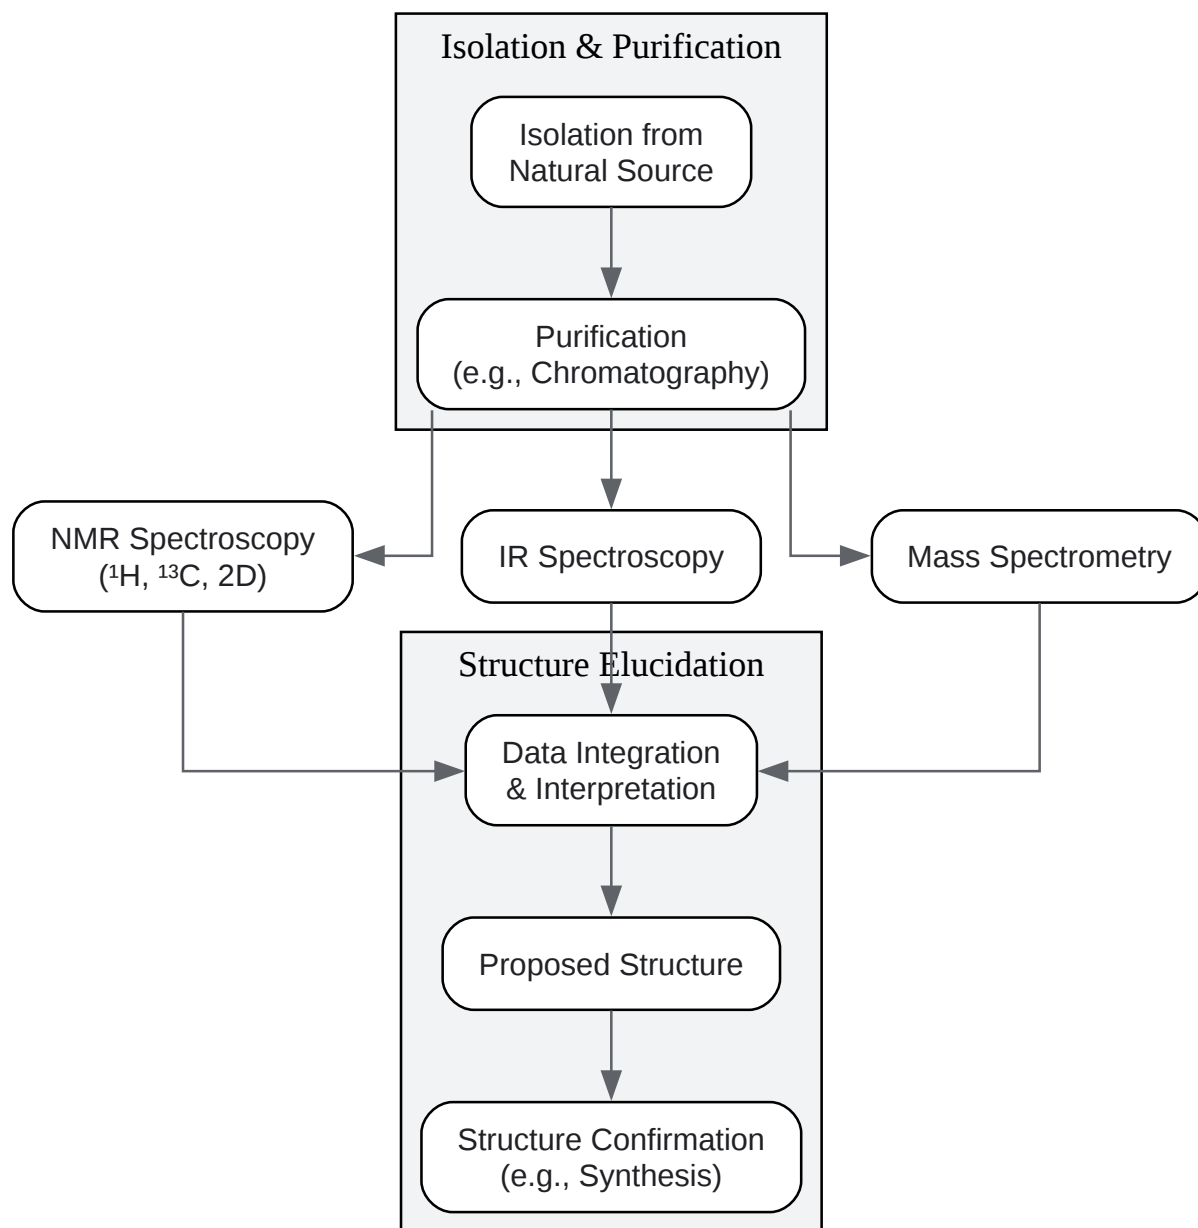 Isolation & Purification
Isolation from
Natural Source
Purification
(e.g., Chromatography)
NMR Spectroscopy
(¹H, ¹³C, 2D)
IR Spectroscopy
Mass Spectrometry
Structure Elucidation
Data Integration
& Interpretation
Proposed Structure
Structure Confirmation
(e.g., Synthesis)